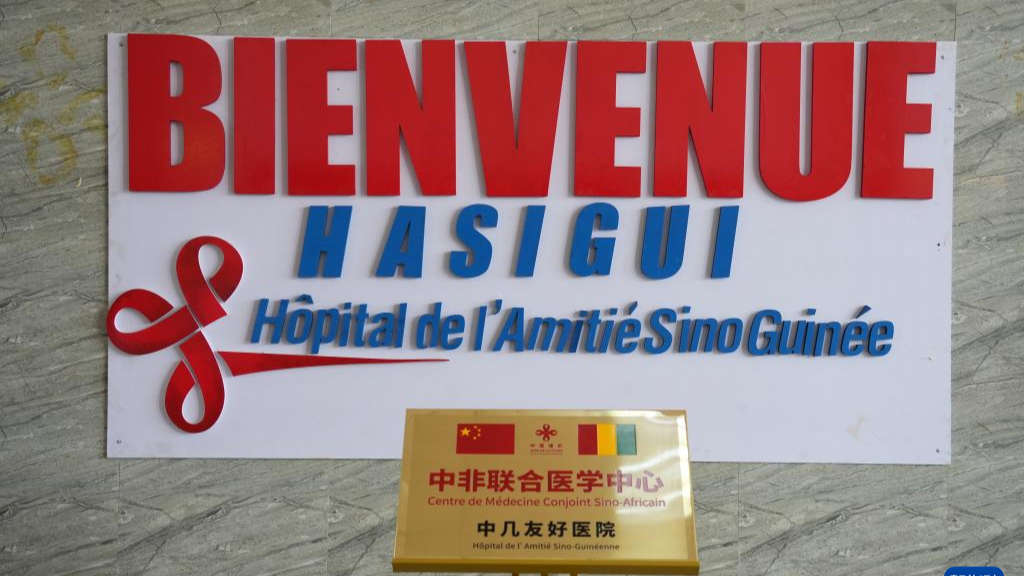 BIENVENUE
HASIGUI
Hôpital de l'Amitié Sino Guinée
中非联合医学中心
Centre de Médecine Conjoint Sino-Africain
中几友好医院
Hôpital de l' Amitié Sino-Guinéenne